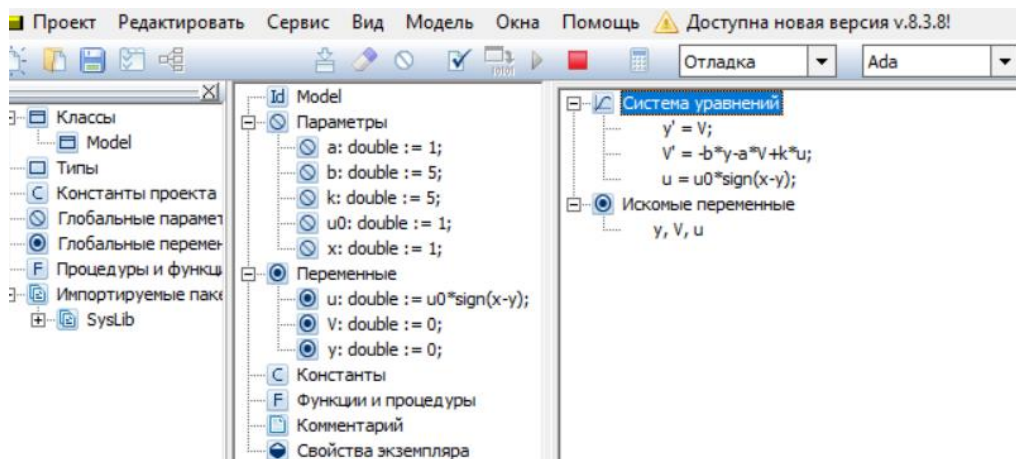 Проект Редактировать Сервис Вид Модель Окна Помощь Доступна новая версия v.8.3.8!
Отладка Ada
Классы
Model
Типы
Константы проекта
Глобальные парамет
Глобальные перемен
Процедуры и функци
Импортируемые паке
SysLib
Id Model
Параметры
a: double := 1;
b: double := 5;
k: double := 5;
u0: double := 1;
x: double := 1;
Переменные
u: double := u0*sign(x-y);
V: double := 0;
y: double := 0;
C Константы
F Функции и процедуры
Комментарий
Свойства экземпляра
Система уравнений
y' = V;
V' = -b*y-a*V+k*u;
u = u0*sign(x-y);
Искомые переменные
y, V, u